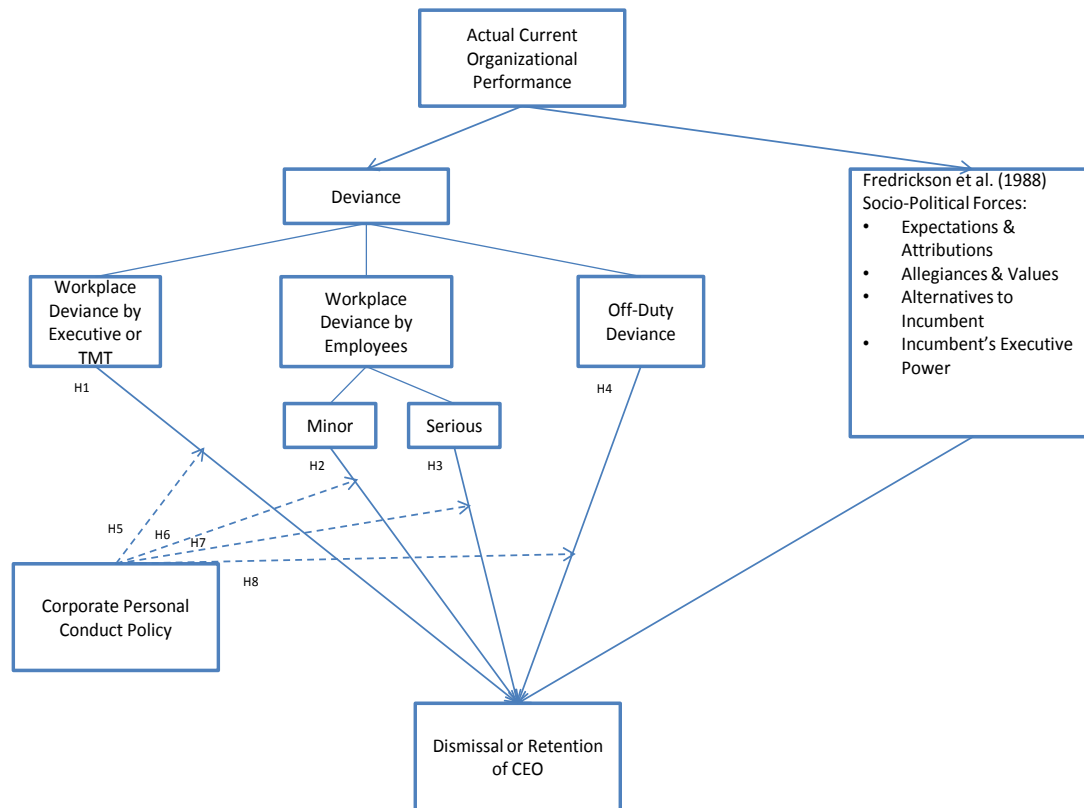 Actual Current
Organizational
Performance
Deviance
Fredrickson et al. (1988)
Socio-Political Forces:
• Expectations &
Attributions
• Allegiances & Values
• Alternatives to
Incumbent
• Incumbent's Executive
Power
Workplace
Deviance by
Executive or
TMT
Workplace
Deviance by
Employees
Off-Duty
Deviance
H1
H4
Minor
Serious
H2
H3
H5
H6
H7
H8
Corporate Personal
Conduct Policy
Dismissal or Retention
of CEO